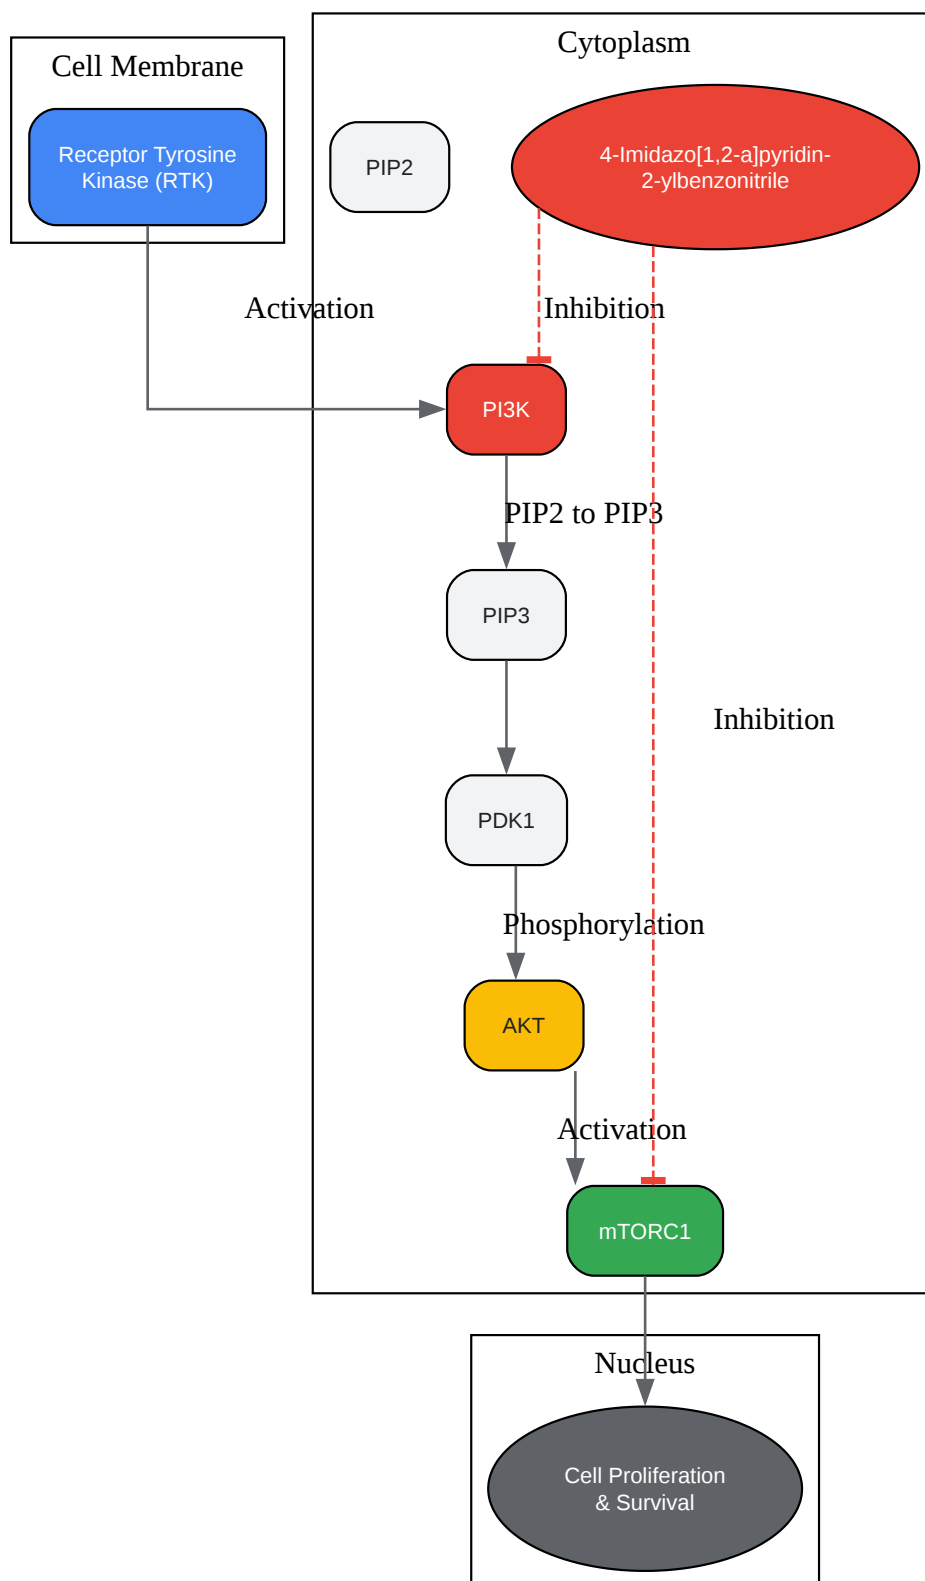 Cytoplasm
Cell Membrane
Receptor Tyrosine
Kinase (RTK)
PIP2
4-Imidazo[1,2-a]pyridin-
2-ylbenzonitrile
Activation
Inhibition
PI3K
PIP2 to PIP3
PIP3
Inhibition
PDK1
Phosphorylation
AKT
Activation
mTORC1
Nucleus
Cell Proliferation
& Survival